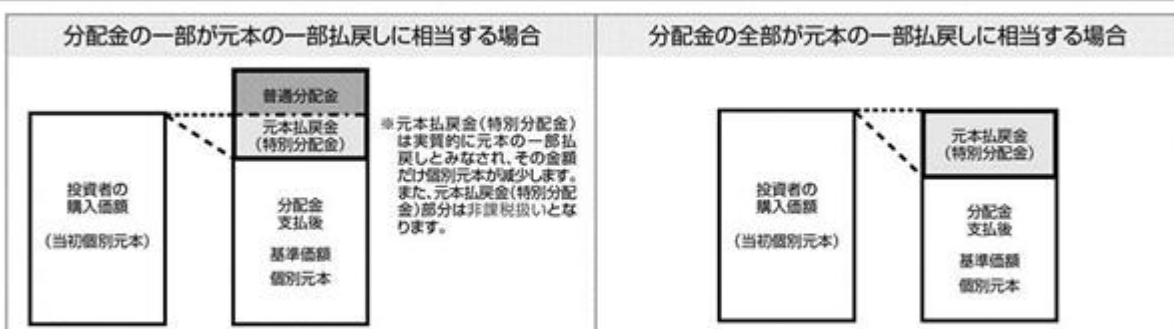 分配金の一部が元本の一部払戻しに相当する場合
普通分配金
元本払戻金
(特別分配金)
投資者の
購入価額
(当初個別元本)
分配金
支払後
基準価額
個別元本
※元本払戻金(特別分配金)
は実質的に元本の一部払
戻しとみなされ、その金額
だけ個別元本が減少します。
また、元本払戻金(特別分配
金)部分は非課税扱いとな
ります。
分配金の全部が元本の一部払戻しに相当する場合
元本払戻金
(特別分配金)
投資者の
購入価額
(当初個別元本)
分配金
支払後
基準価額
個別元本